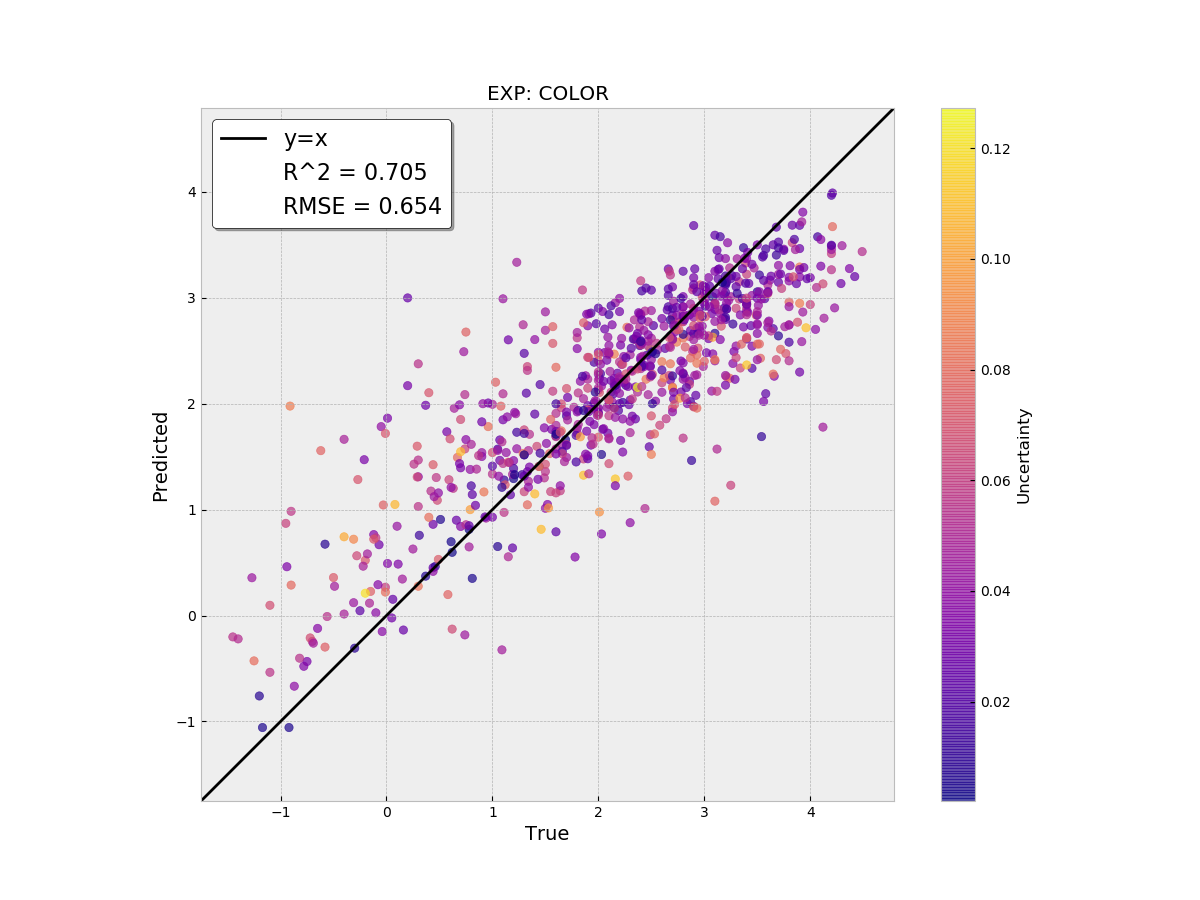 EXP: COLOR
y=x
R^2 = 0.705
RMSE = 0.654
4
3
2
1
0
−1
Predicted
−1 0 1 2 3 4
True
0.12
0.10
0.08
0.06
0.04
0.02
Uncertainty